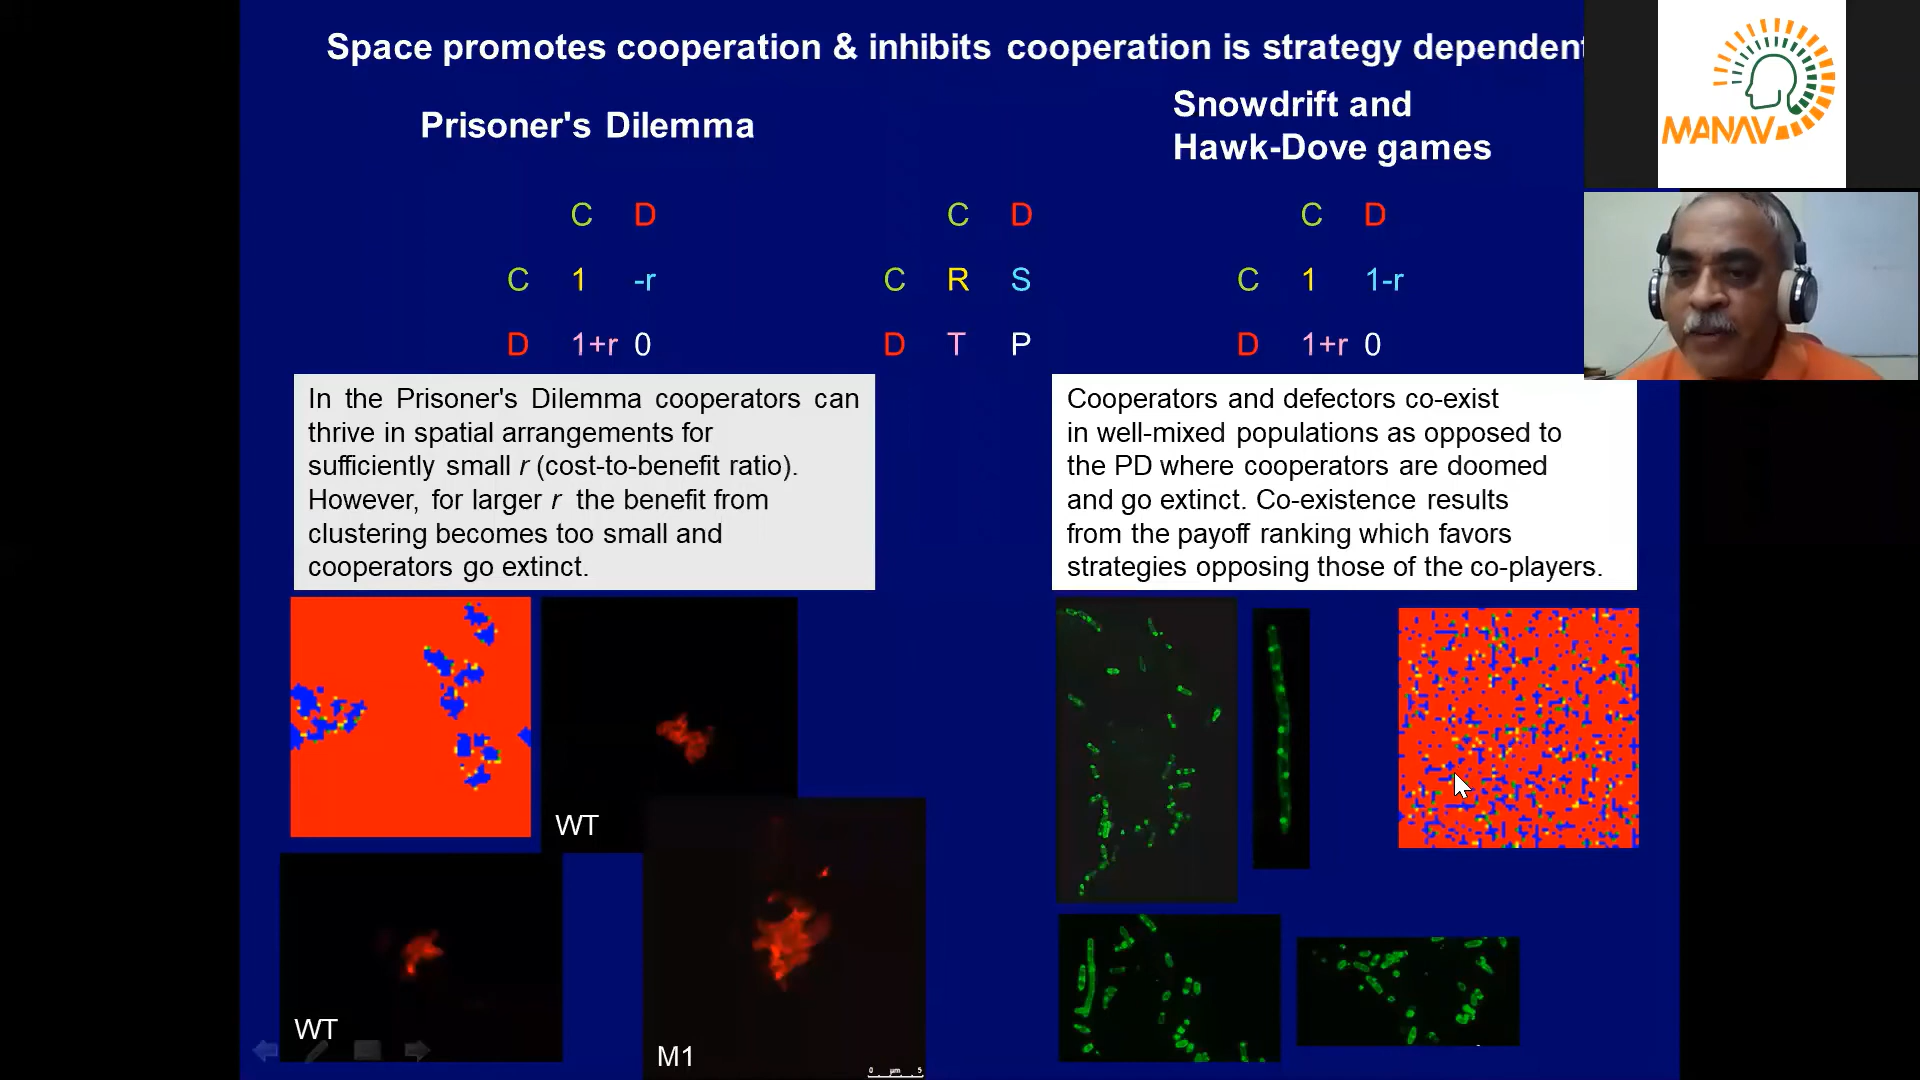 Space promotes cooperation & inhibits cooperation is strategy dependent
MANAV
Prisoner's Dilemma
Snowdrift and
Hawk-Dove games
C D
C 1 -r
D 1+r 0
C D
C R S
D T P
C D
C 1 1-r
D 1+r 0
In the Prisoner's Dilemma cooperators can
thrive in spatial arrangements for
sufficiently small r (cost-to-benefit ratio).
However, for larger r the benefit from
clustering becomes too small and
cooperators go extinct.
Cooperators and defectors co-exist
in well-mixed populations as opposed to
the PD where cooperators are doomed
and go extinct. Co-existence results
from the payoff ranking which favors
strategies opposing those of the co-players.
WT
WT
M1
0 µm 5